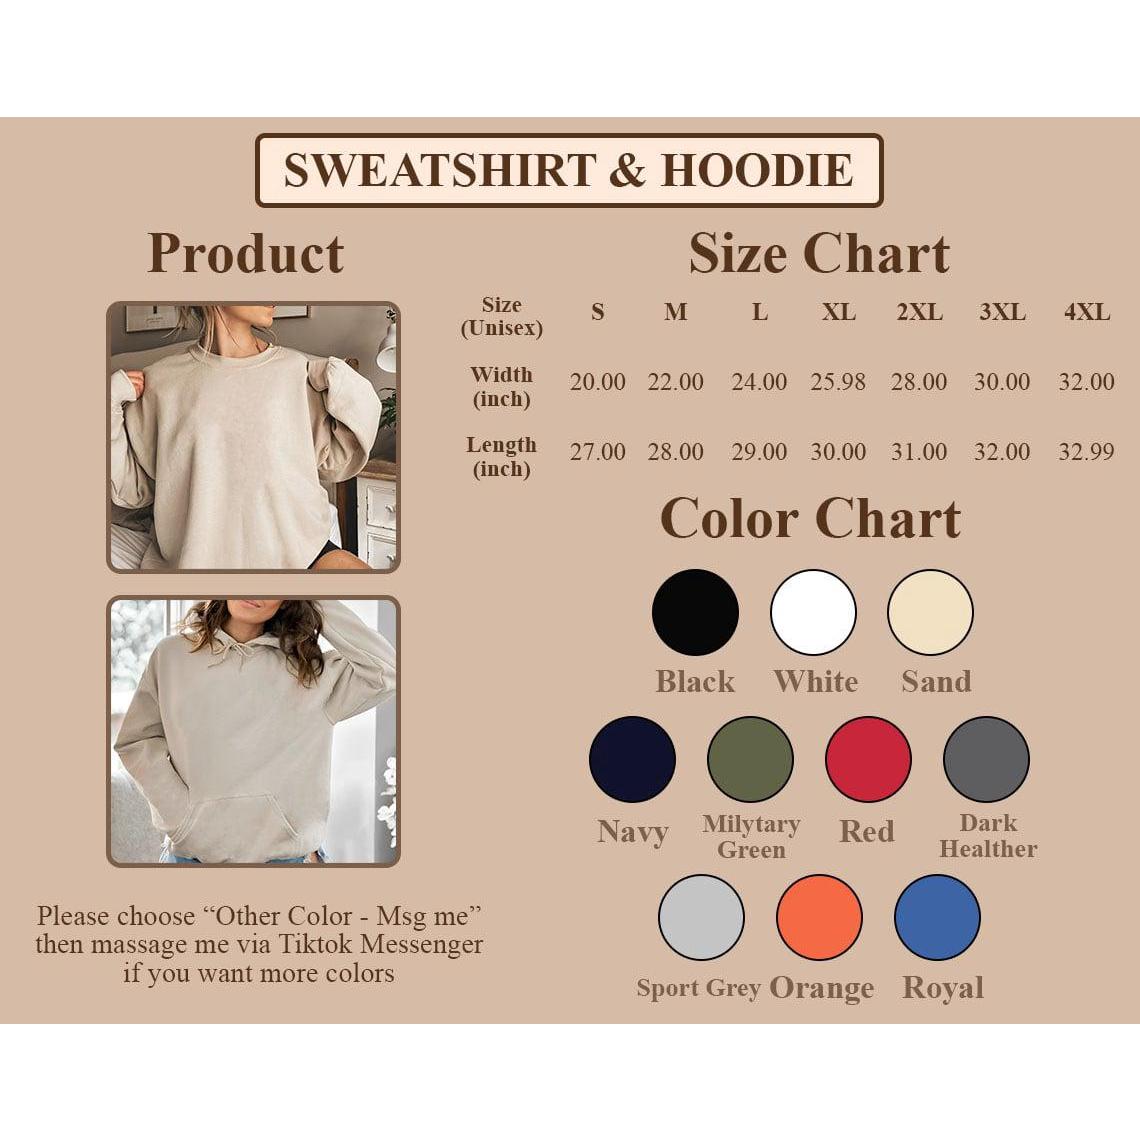 SWEATSHIRT & HOODIE
Product
Size Chart
Size
(Unisex)
S M L XL 2XL 3XL 4XL
Width
(inch)
20.00 22.00 24.00 25.98 28.00 30.00 32.00
Length
(inch)
27.00 28.00 29.00 30.00 31.00 32.00 32.99
Color Chart
Black White Sand
Navy
Milytary
Green
Red
Dark
Healther
Sport Grey Orange Royal
Please choose “Other Color - Msg me”
then massage me via Tiktok Messenger
if you want more colors